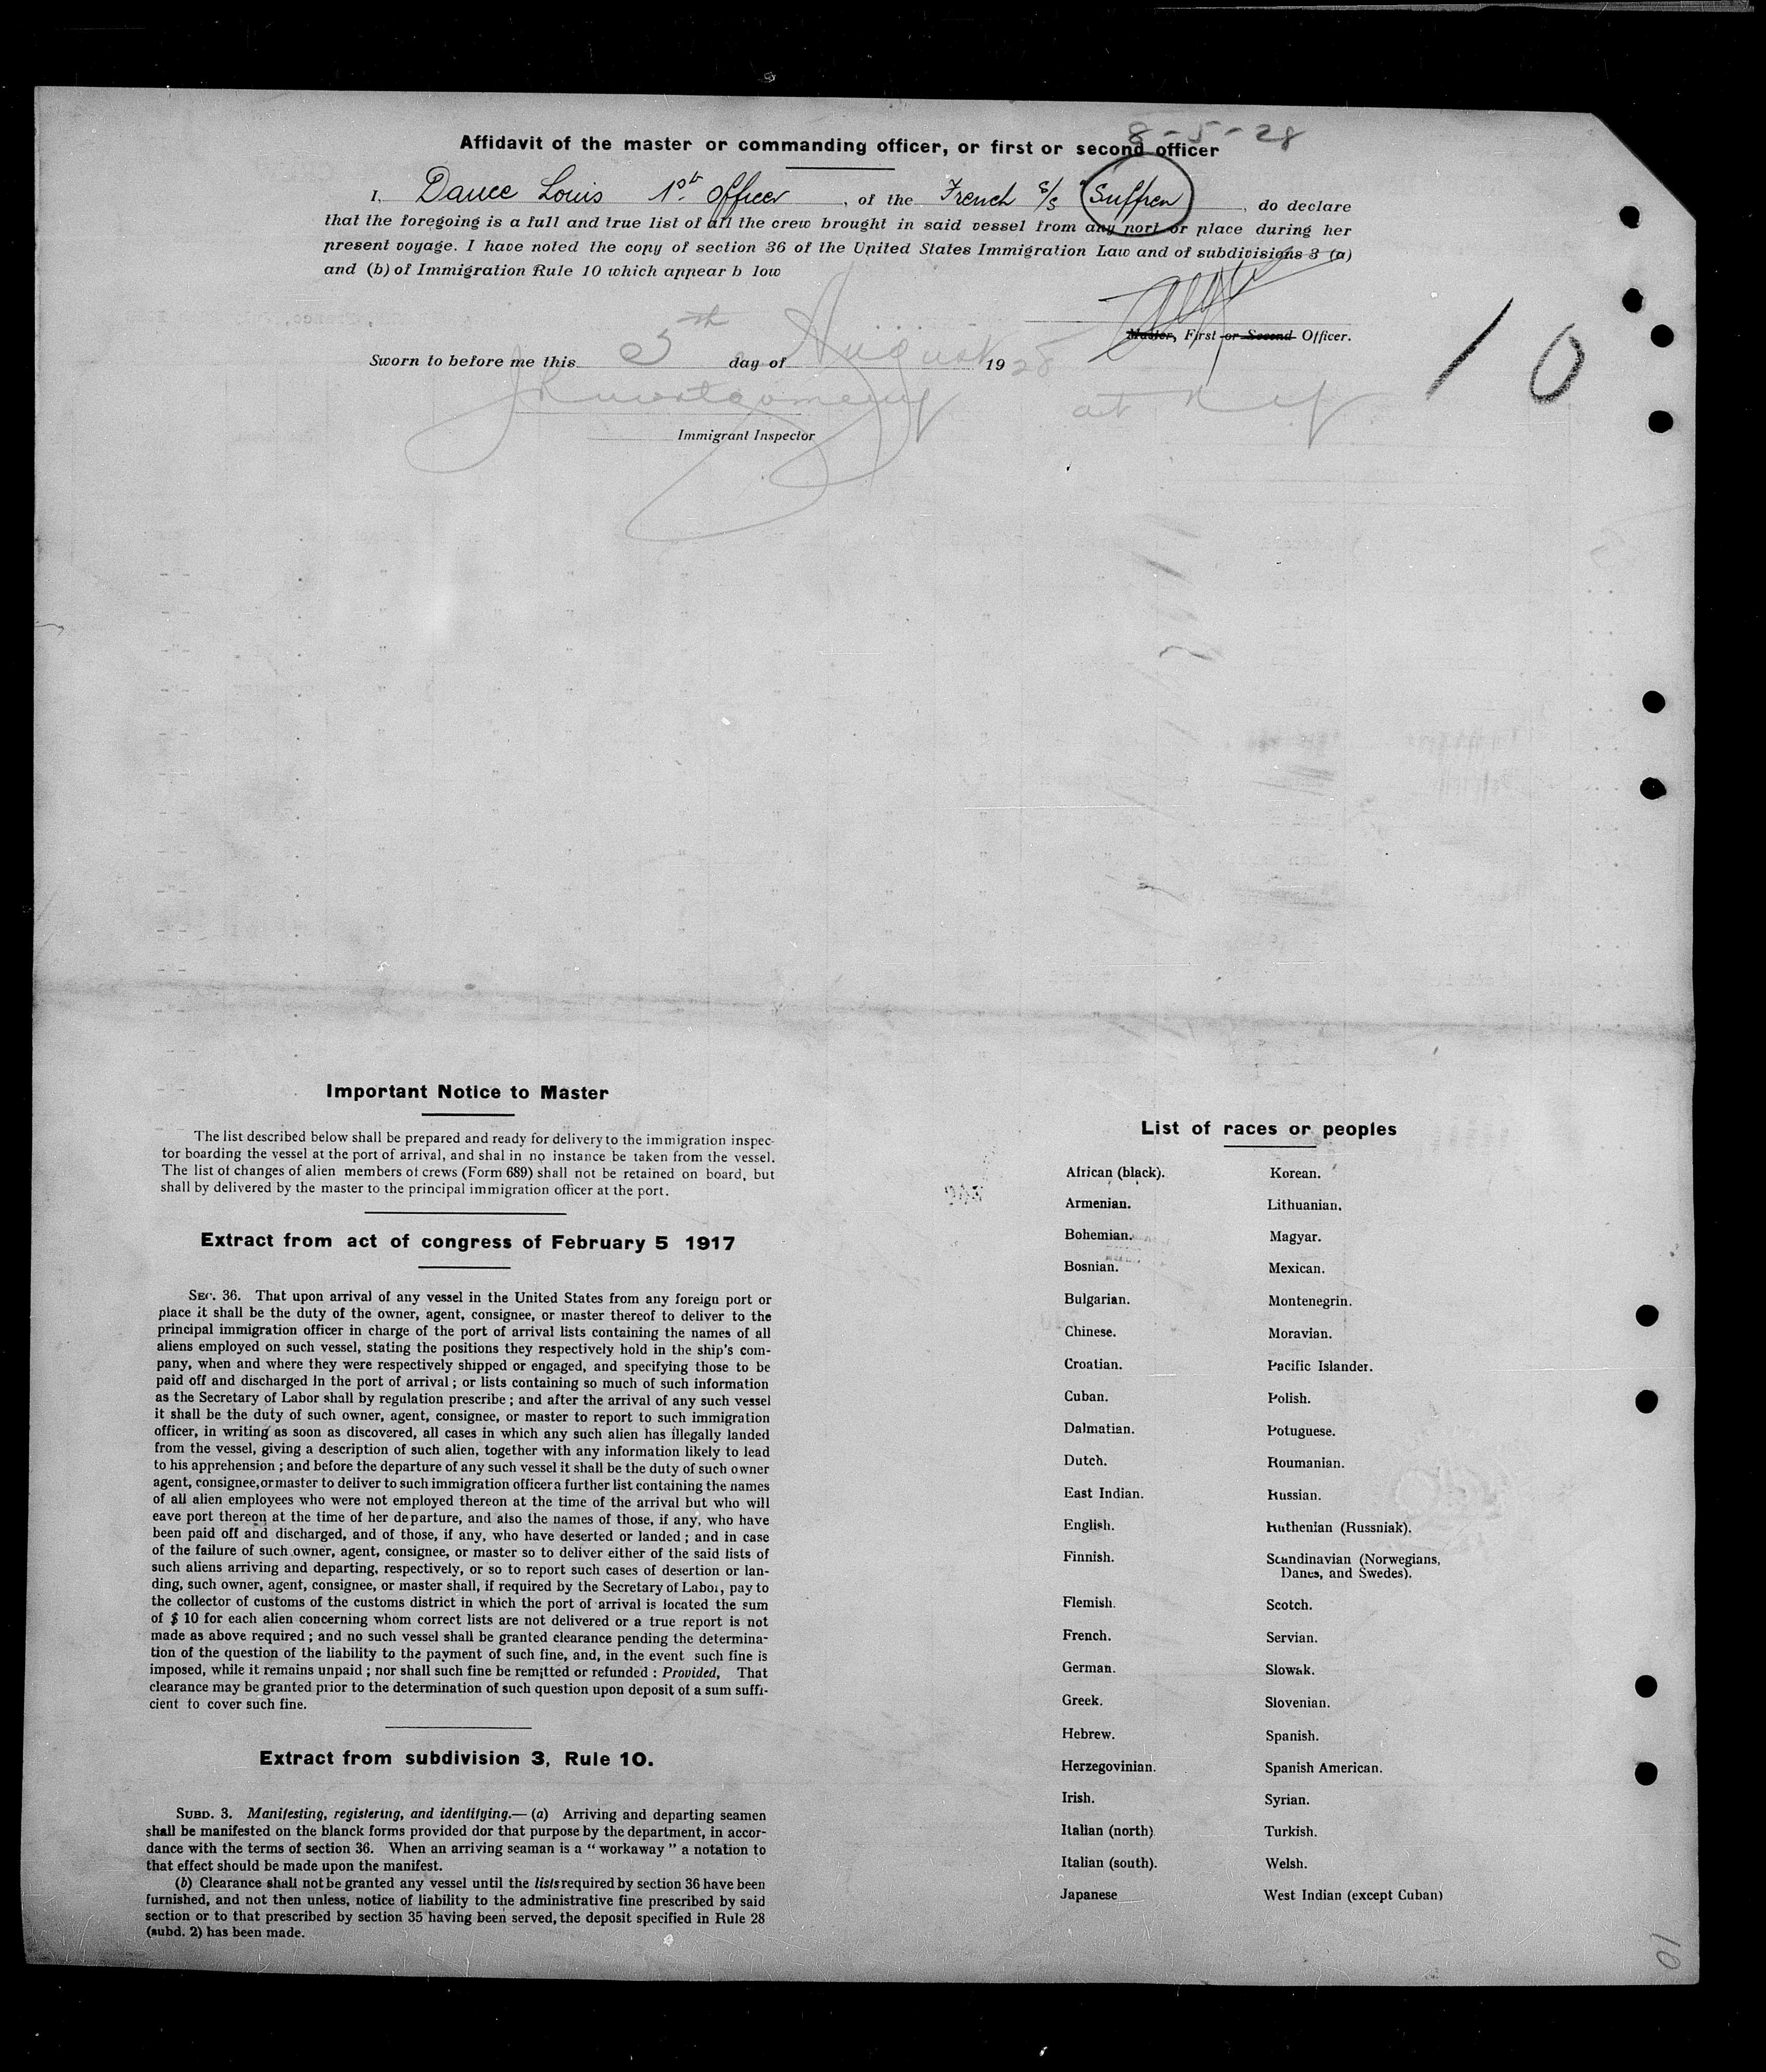 8-5-28
Affidavit of the master or commanding officer, or first or second officer
I, Dauce Louis 1st Officer, of the French s/s "Suffren, do declare
that the foregoing is a full and true list of all the crew brought in said vessel from any port or place during her
present voyage. I have noted the copy of section 36 of the United States Immigration Law and of subdivisions 3 (a)
and (b) of Immigration Rule 10 which appear b low
Master, First or Second Officer.
10
Sworn to before me this 5th day of August 1928
at N Y
Immigrant Inspector
Important Notice to Master
The list described below shall be prepared and ready for delivery to the immigration inspec-
tor boarding the vessel at the port of arrival, and shal in no instance be taken from the vessel.
The list of changes of alien members of crews (Form 689) shall not be retained on board, but
shall by delivered by the master to the principal immigration officer at the port.
Extract from act of congress of February 5 1917
SEC. 36. That upon arrival of any vessel in the United States from any foreign port or
place it shall be the duty of the owner, agent, consignee, or master thereof to deliver to the
principal immigration officer in charge of the port of arrival lists containing the names of all
aliens employed on such vessel, stating the positions they respectively hold in the ship's com-
pany, when and where they were respectively shipped or engaged, and specifying those to be
paid off and discharged in the port of arrival ; or lists containing so much of such information
as the Secretary of Labor shall by regulation prescribe ; and after the arrival of any such vessel
it shall be the duty of such owner, agent, consignee, or master to report to such immigration
officer, in writing as soon as discovered, all cases in which any such alien has illegally landed
from the vessel, giving a description of such alien, together with any information likely to lead
to his apprehension ; and before the departure of any such vessel it shall be the duty of such owner
agent, consignee, or master to deliver to such immigration officer a further list containing the names
of all alien employees who were not employed thereon at the time of the arrival but who will
eave port thereon at the time of her departure, and also the names of those, if any, who have
been paid off and discharged, and of those, if any, who have deserted or landed ; and in case
of the failure of such owner, agent, consignee, or master so to deliver either of the said lists of
such aliens arriving and departing, respectively, or so to report such cases of desertion or lan-
ding, such owner, agent, consignee, or master shall, if required by the Secretary of Labor, pay to
the collector of customs of the customs district in which the port of arrival is located the sum
of $ 10 for each alien concerning whom correct lists are not delivered or a true report is not
made as above required ; and no such vessel shall be granted clearance pending the determina-
tion of the question of the liability to the payment of such fine, and, in the event such fine is
imposed, while it remains unpaid ; nor shall such fine be remitted or refunded : Provided, That
clearance may be granted prior to the determination of such question upon deposit of a sum suffi-
cient to cover such fine.
Extract from subdivision 3, Rule 10.
SUBD. 3. Manifesting, registering, and identifying.— (a) Arriving and departing seamen
shall be manifested on the blanck forms provided dor that purpose by the department, in accor-
dance with the terms of section 36. When an arriving seaman is a " workaway " a notation to
that effect should be made upon the manifest.
(b) Clearance shall not be granted any vessel until the lists required by section 36 have been
furnished, and not then unless, notice of liability to the administrative fine prescribed by said
section or to that prescribed by section 35 having been served, the deposit specified in Rule 28
(subd. 2) has been made.
List of races or peoples
African (black).
Armenian.
Bohemian.
Bosnian.
Bulgarian.
Chinese.
Croatian.
Cuban.
Dalmatian.
Dutch.
East Indian.
English.
Finnish.
Flemish.
French.
German.
Greek.
Hebrew.
Herzegovinian.
Irish.
Italian (north)
Italian (south).
Japanese
Korean.
Lithuanian.
Magyar.
Mexican.
Montenegrin.
Moravian.
Pacific Islander.
Polish.
Potuguese.
Roumanian.
Russian.
Ruthenian (Russniak).
Scandinavian (Norwegians,
Danes, and Swedes).
Scotch.
Servian.
Slowak.
Slovenian.
Spanish.
Spanish American.
Syrian.
Turkish.
Welsh.
West Indian (except Cuban)
10